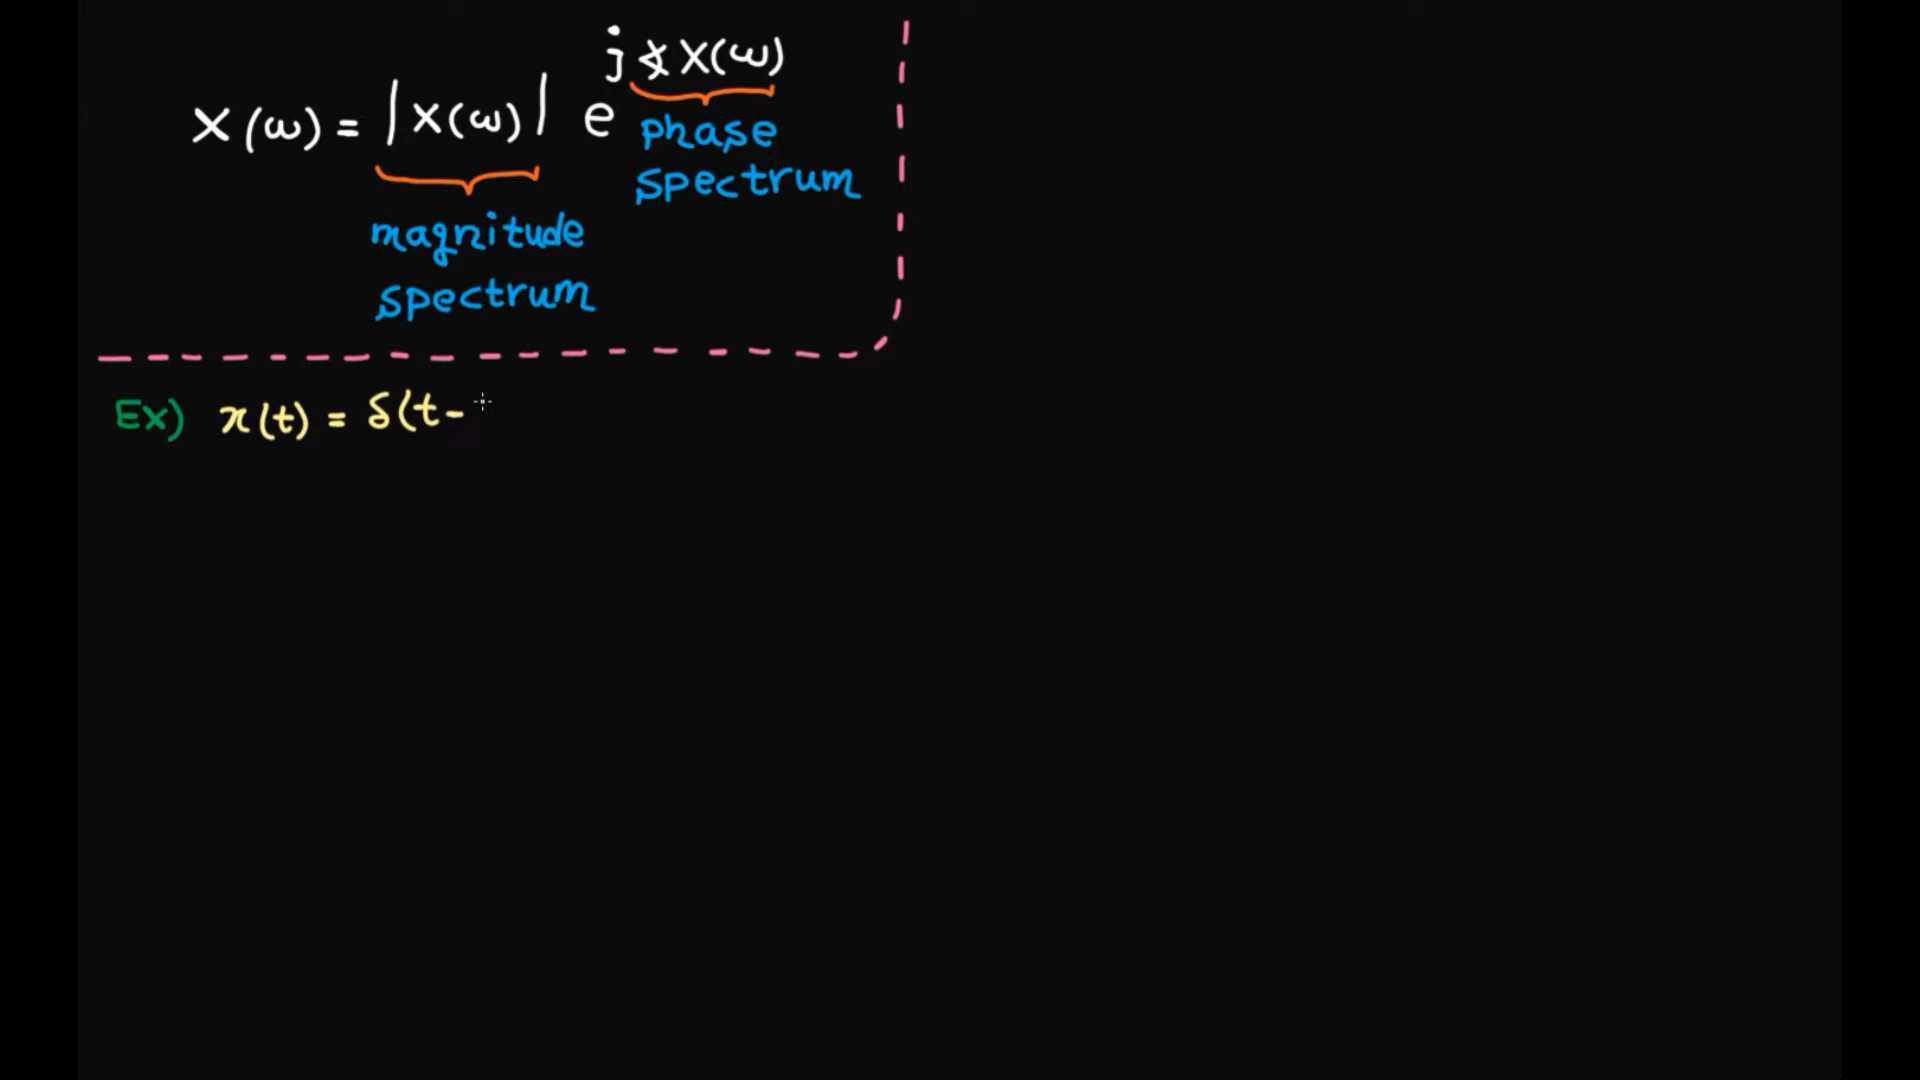 X(ω) = |X(ω)| e^{j∡X(ω)}
phase
spectrum
magnitude
spectrum
Ex) x(t) = δ(t-